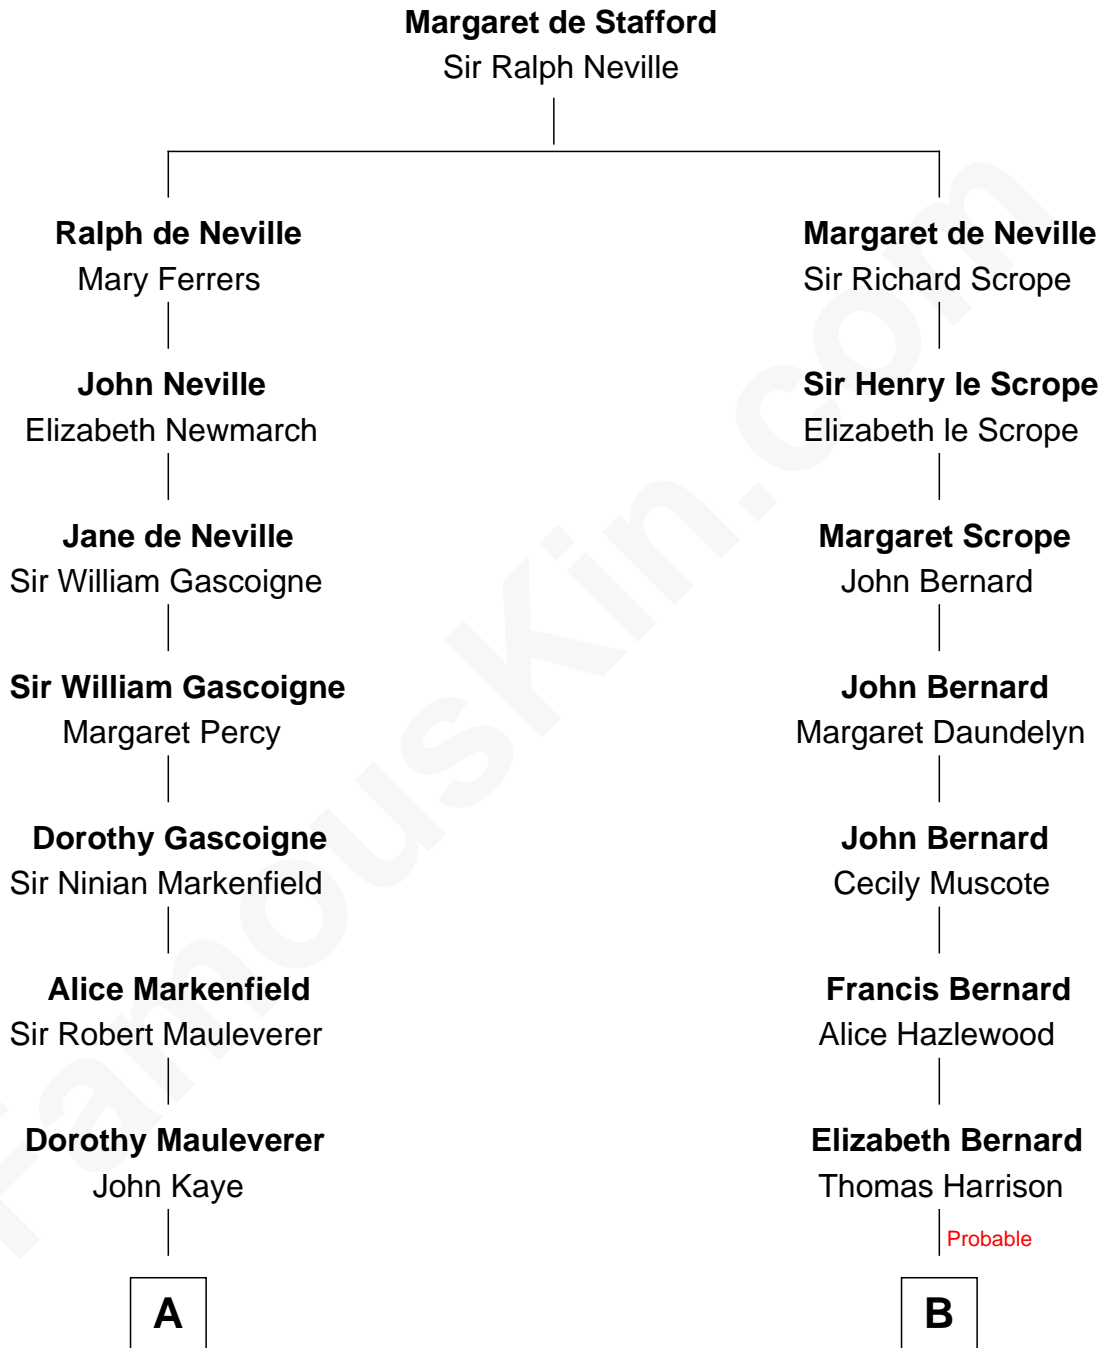 Margaret de Stafford
Sir Ralph Neville
Ralph de Neville
Mary Ferrers
John Neville
Elizabeth Newmarch
Jane de Neville
Sir William Gascoigne
Sir William Gascoigne
Margaret Percy
Dorothy Gascoigne
Sir Ninian Markenfield
Alice Markenfield
Sir Robert Mauleverer
Dorothy Mauleverer
John Kaye
A
Margaret de Neville
Sir Richard Scrope
Sir Henry le Scrope
Elizabeth le Scrope
Margaret Scrope
John Bernard
John Bernard
Margaret Daundelyn
John Bernard
Cecily Muscote
Francis Bernard
Alice Hazlewood
Elizabeth Bernard
Thomas Harrison
Probable
B
FamousKin.com